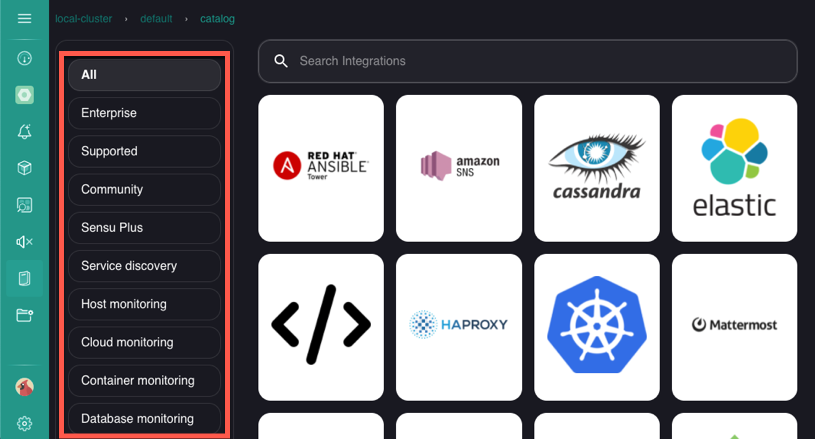 local-cluster › default › catalog
All
Enterprise
Supported
Community
Sensu Plus
Service discovery
Host monitoring
Cloud monitoring
Container monitoring
Database monitoring
Search Integrations
RED HAT®
ANSIBLE®
Tower
amazon
SNS
cassandra
elastic
HAPROXY
Mattermost